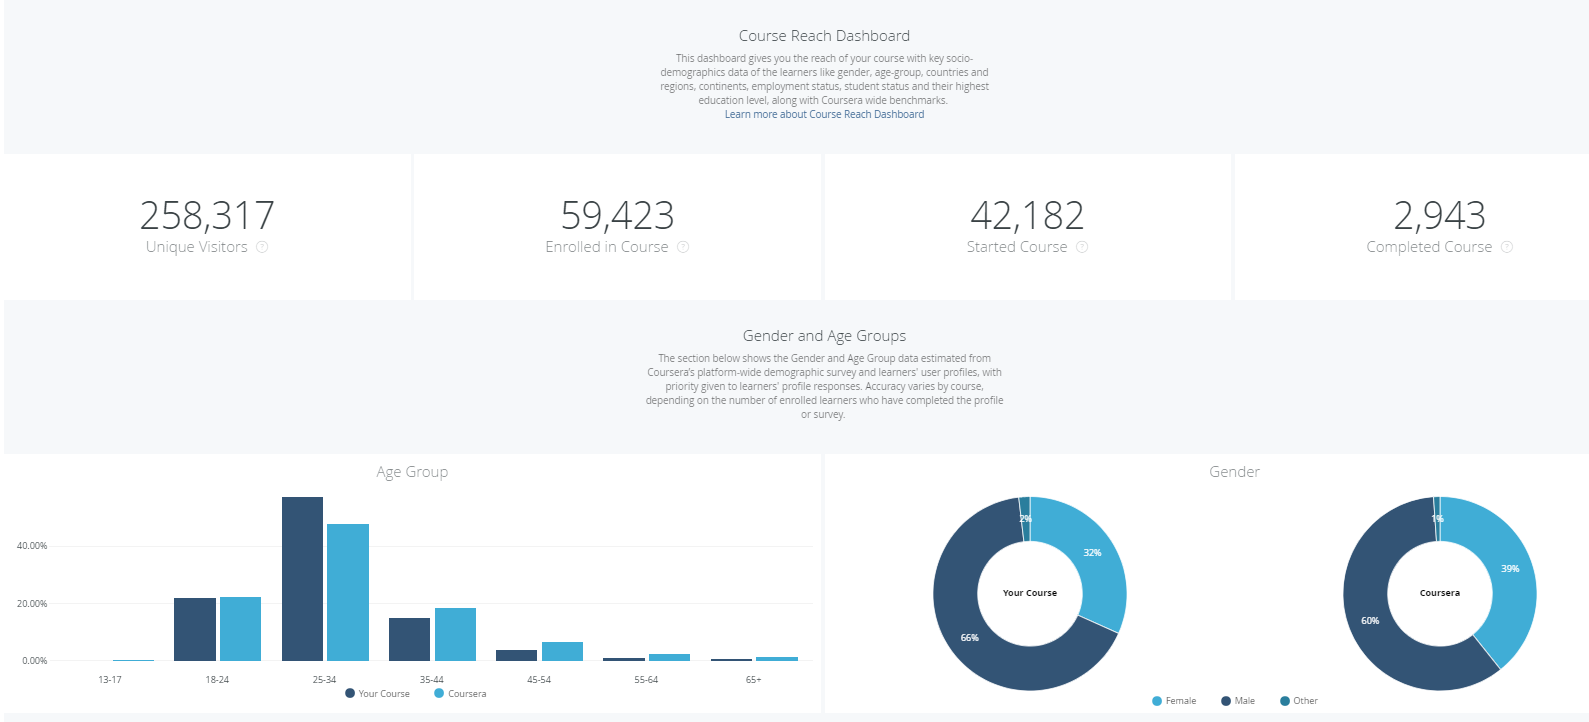 Course Reach Dashboard
This dashboard gives you the reach of your course with key socio-
demographics data of the learners like gender, age-group, countries and
regions, continents, employment status, student status and their highest
education level, along with Coursera wide benchmarks.
Learn more about Course Reach Dashboard
258,317
Unique Visitors ?
59,423
Enrolled in Course ?
42,182
Started Course ?
2,943
Completed Course ?
Gender and Age Groups
The section below shows the Gender and Age Group data estimated from
Coursera's platform-wide demographic survey and learners' user profiles, with
priority given to learners' profile responses. Accuracy varies by course,
depending on the number of enrolled learners who have completed the profile
or survey.
Age Group
40.00%
20.00%
0.00%
13-17 18-24 25-34 35-44 45-54 55-64 65+
Your Course Coursera
Gender
2%
32%
Your Course
66%
1%
39%
Coursera
60%
Female Male Other